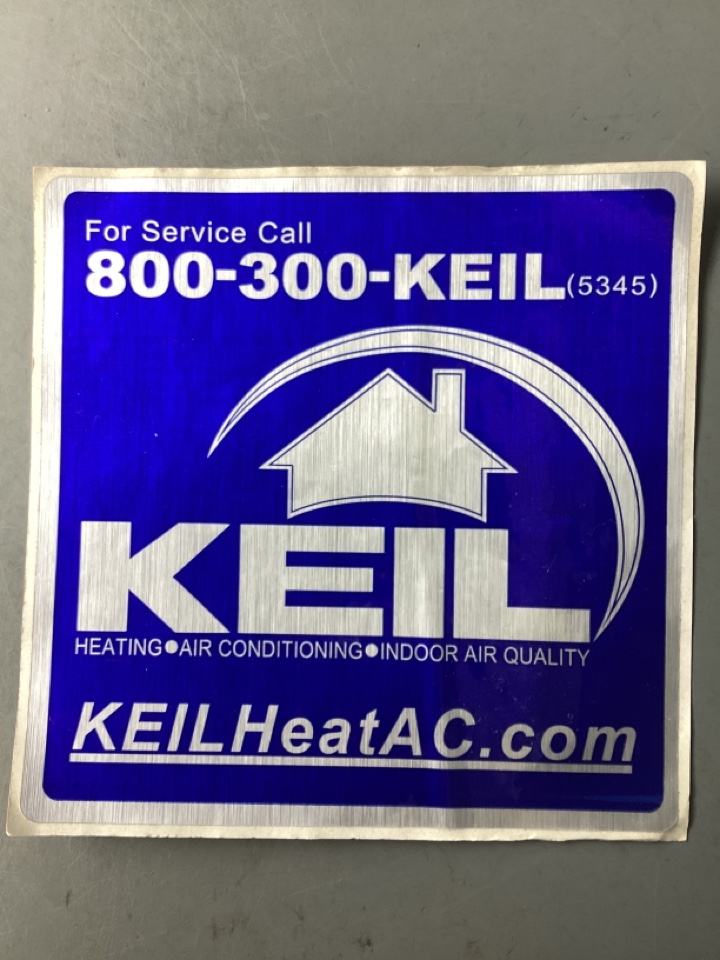 For Service Call
800-300-KEIL(5345)
KEIL
HEATING●AIR CONDITIONING●INDOOR AIR QUALITY
KEILHeatAC.com